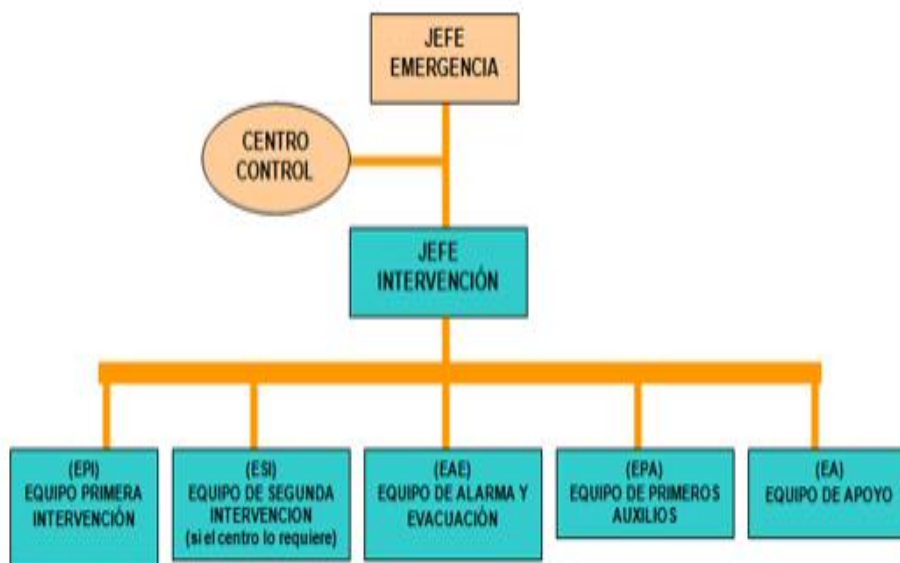 JEFE
EMERGENCIA
CENTRO
CONTROL
JEFE
INTERVENCIÓN
(EPI)
EQUIPO PRIMERA
INTERVENCIÓN
(ESI)
EQUIPO DE SEGUNDA
INTERVENCION
(si el centro lo requiere)
(EAE)
EQUIPO DE ALARMA Y
EVACUACIÓN
(EPA)
EQUIPO DE PRIMEROS
AUXILIOS
(EA)
EQUIPO DE APOYO